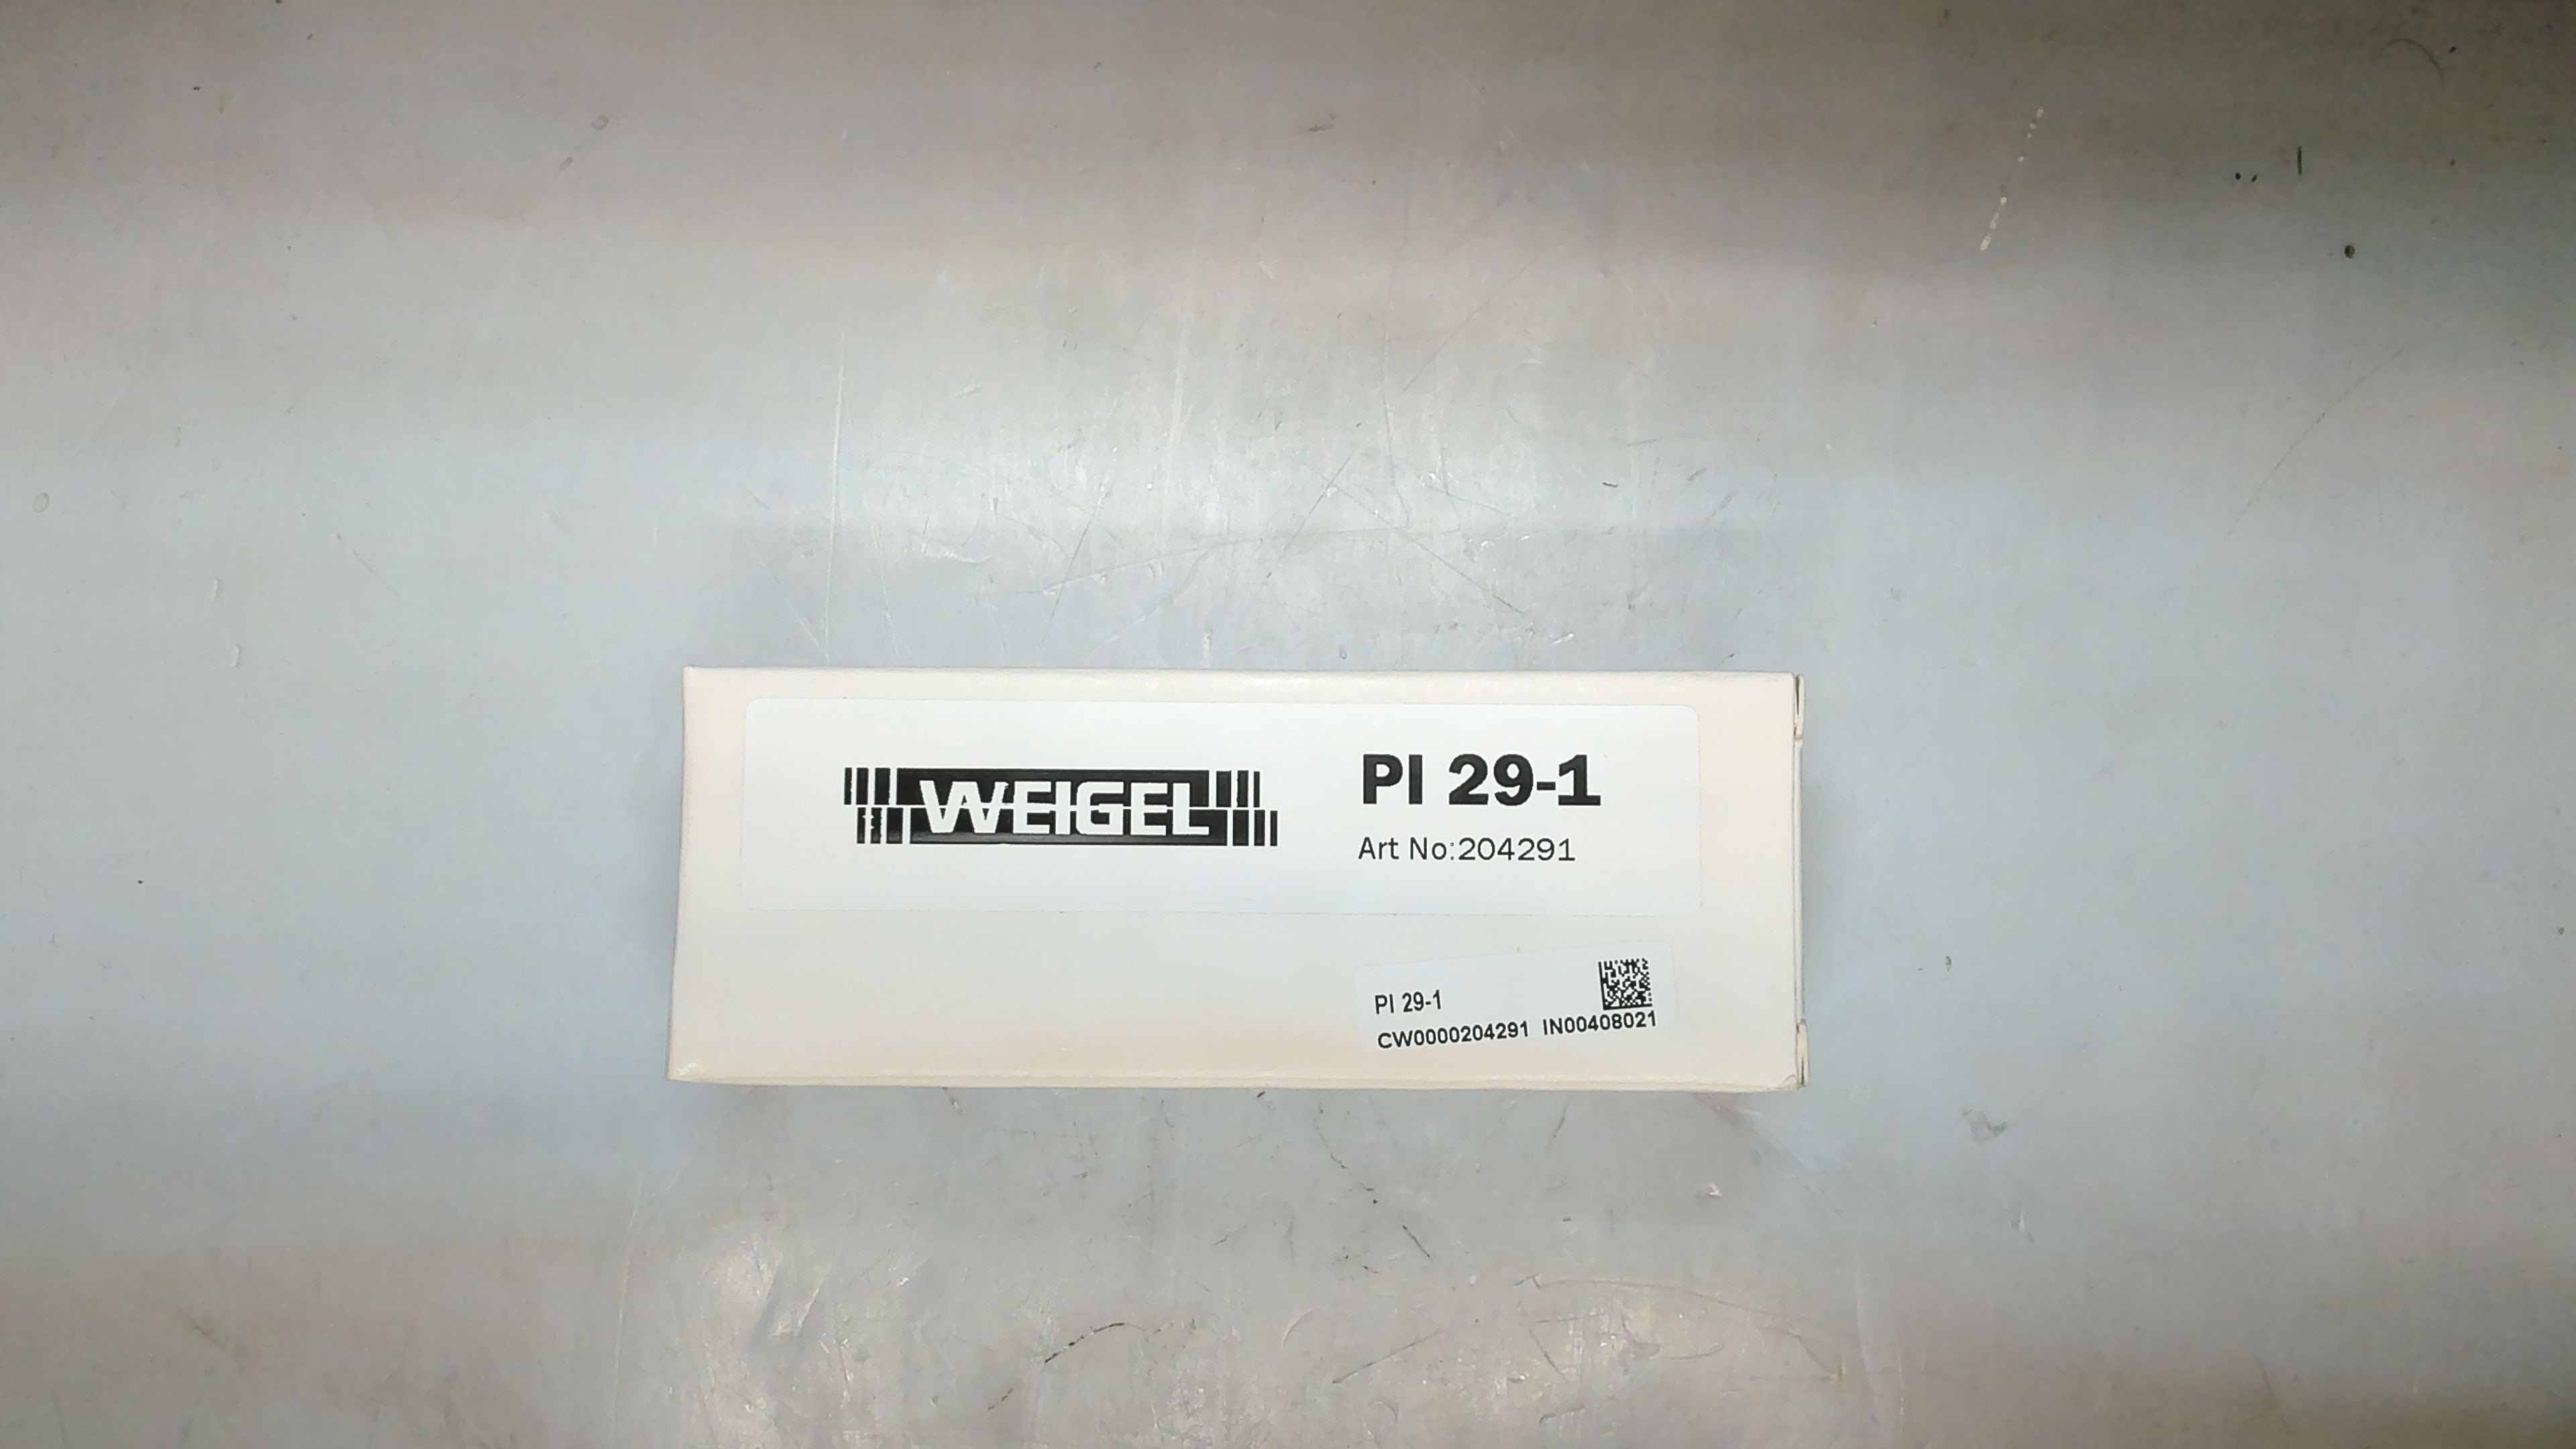 WEIGEL
PI 29-1
Art No:204291
PI 29-1
CW0000204291 IN00408021